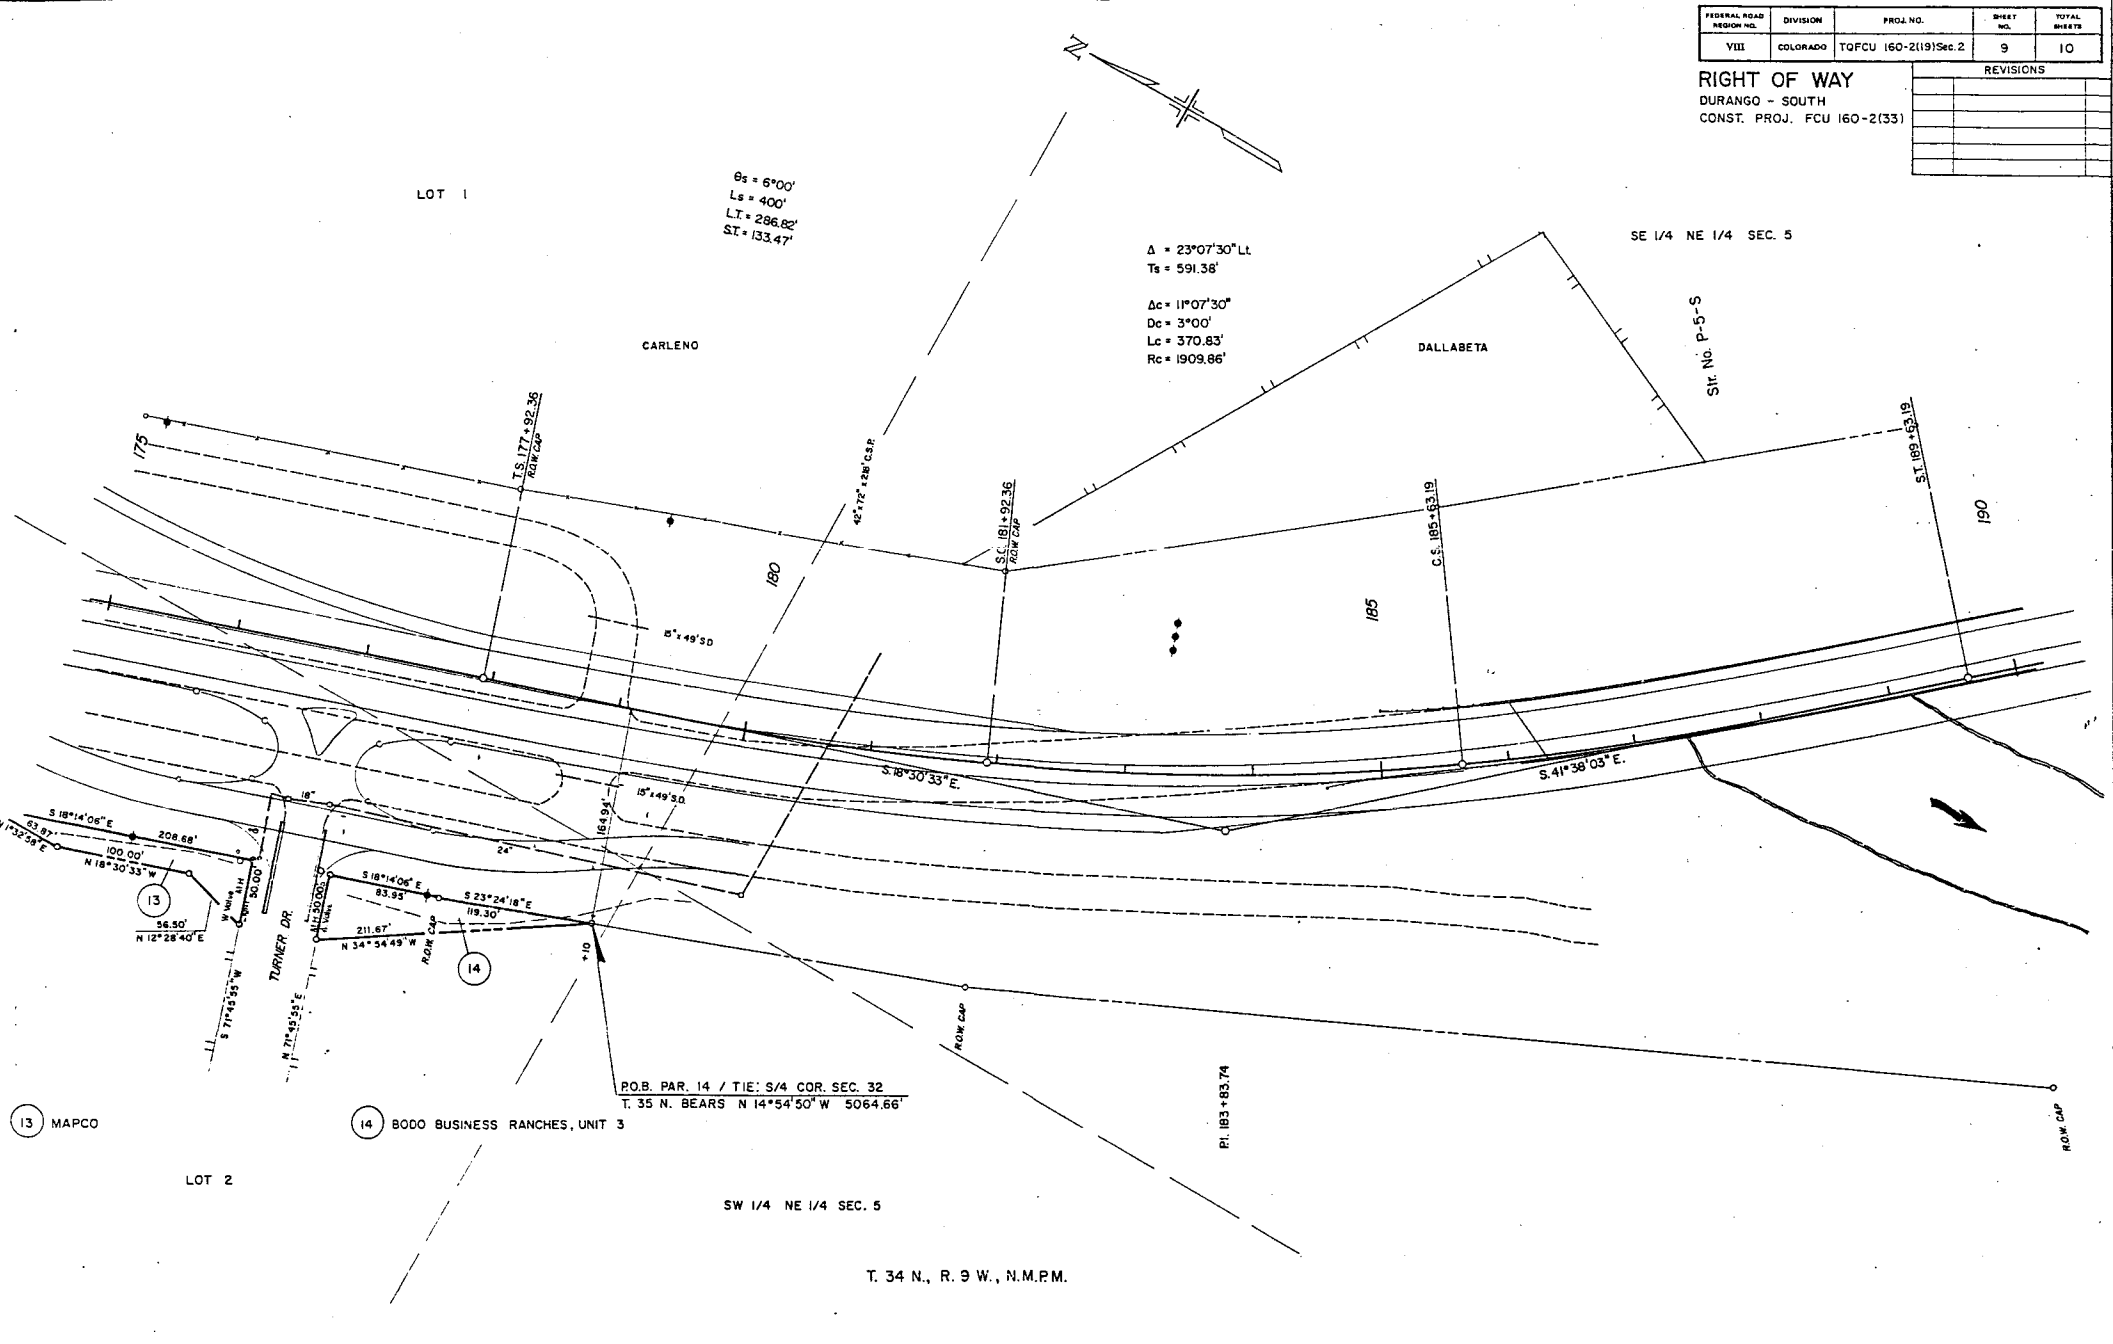 FEDERAL ROAD REGION NO. DIVISION PROJ. NO. SHEET NO. TOTAL SHEETS
VIII COLORADO TQFCU 160-2(19)Sec.2 9 10
REVISIONS
RIGHT OF WAY
DURANGO - SOUTH
CONST. PROJ. FCU 160-2(33)
N
LOT 1
θs = 6°00'
Ls = 400'
L.T. = 286.82'
S.T. = 133.47'
Δ = 23°07'30" Lt.
Ts = 591.38'
Δc = 11°07'30"
Dc = 3°00'
Lc = 370.83'
Rc = 1909.86'
SE 1/4 NE 1/4 SEC. 5
CARLENO
DALLABETA
Str. No. P-5-S
175
T.S. 177+92.36
R.O.W. CAP
42"x72"x218' C.S.P.
180
S.C. 181+92.36
R.O.W. CAP
C.S. 185+63.19
185
S.T. 189+63.19
190
15"x49' S.D
S. 18°30'33" E.
S. 41°38'03" E.
15"x49' S.D.
164.94'
18"
24"
S 18°14'06" E
208.68'
63.97'
N 1°32'58" E
100.00'
N 18°30'33" W
13
56.50'
N 12°28'40" E
W Valve
50.00'
M.H
TURNER DR.
M.H 50.00'
S 18°14'06" E
83.95'
S 23°24'18" E
119.30'
211.67'
N 34°54'49" W
R.O.W. CAP
14
+10
S 71°45'55" W
N 71°45'55" E
R.O.W. CAP
P.O.B. PAR. 14 / TIE: S/4 COR. SEC. 32
T. 35 N. BEARS N 14°54'50" W 5064.66'
P.I. 183+83.74
R.O.W. CAP
13 MAPCO
14 BODO BUSINESS RANCHES, UNIT 3
LOT 2
SW 1/4 NE 1/4 SEC. 5
T. 34 N., R. 9 W., N.M.P.M.